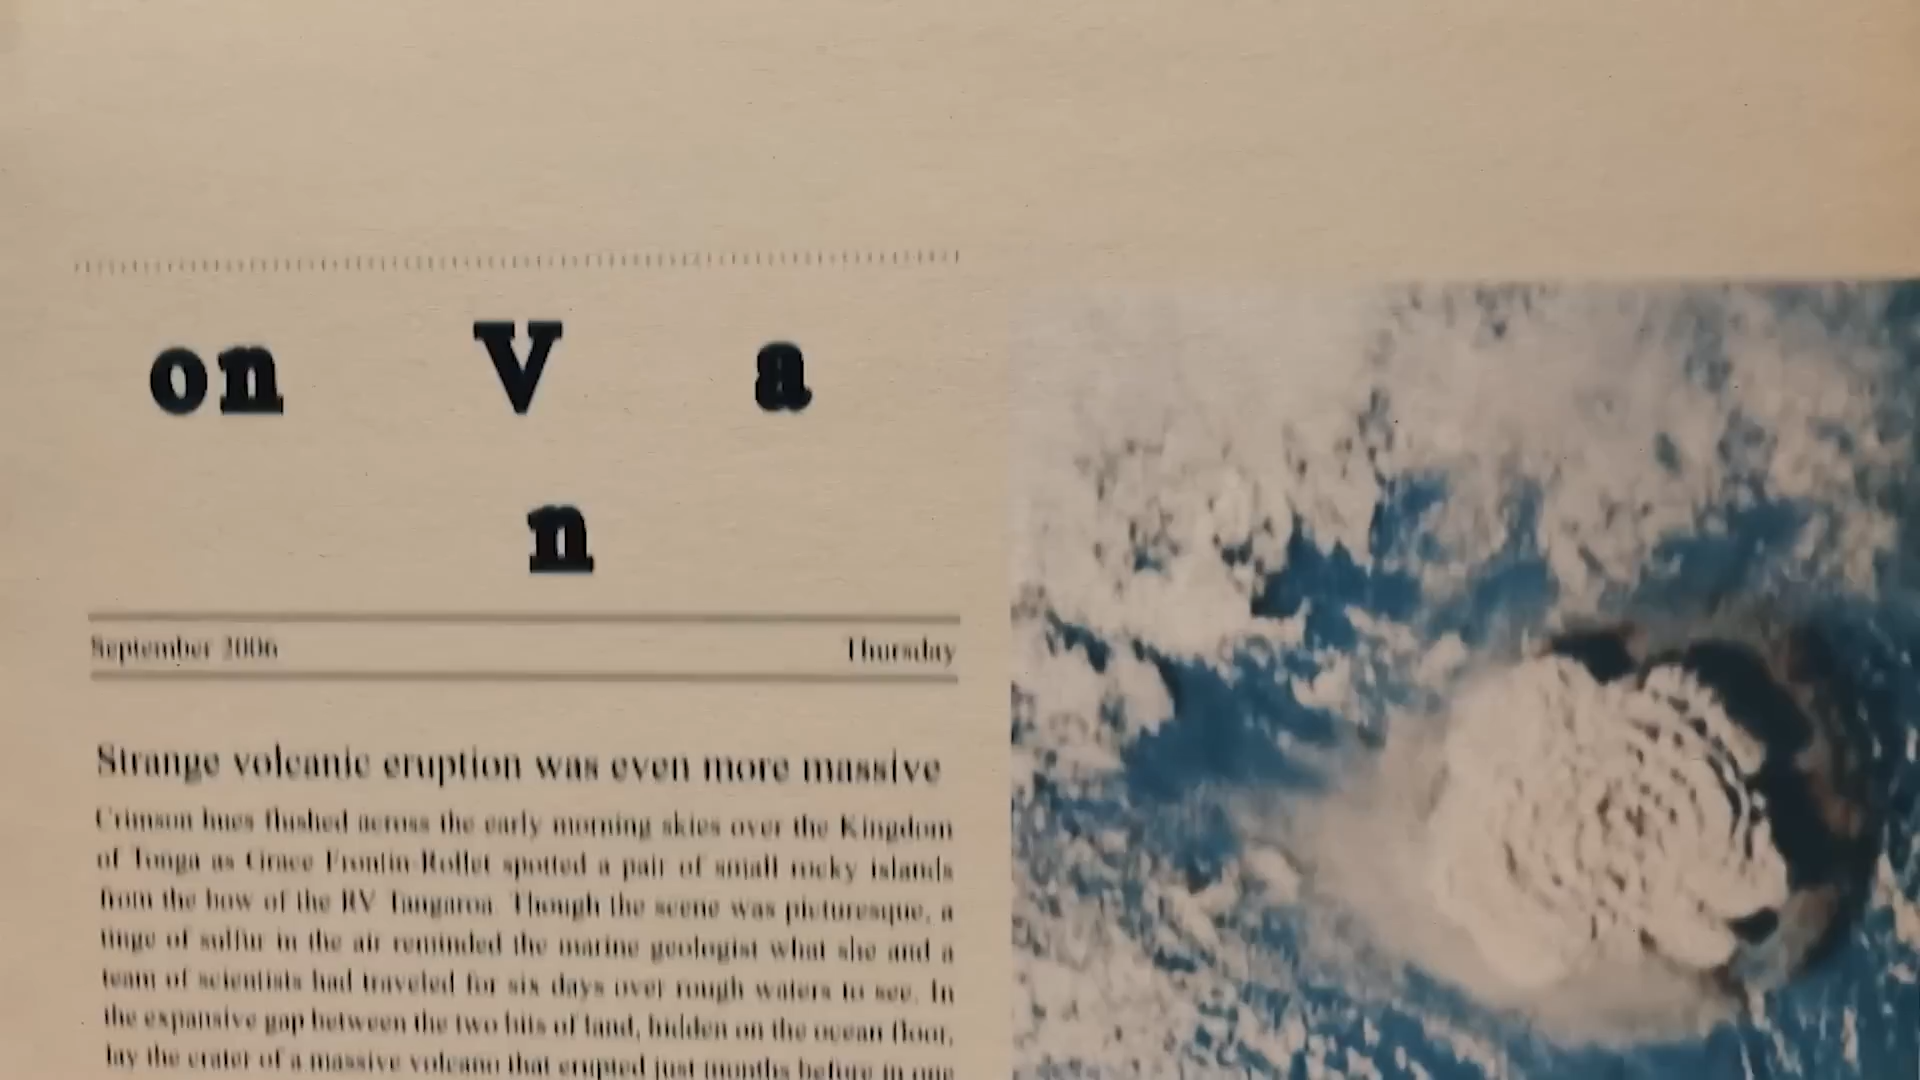 on V a
n
September 2006
Thursday
Strange volcanic eruption was even more massive
Crimson hues flushed across the early morning skies over the Kingdom
of Tonga as Grace Frontin-Rollet spotted a pair of small rocky islands
from the bow of the RV Tangaroa. Though the scene was picturesque, a
tinge of sulfur in the air reminded the marine geologist what she and a
team of scientists had traveled for six days over rough waters to see. In
the expansive gap between the two bits of land, hidden on the ocean floor,
lay the crater of a massive volcano that erupted just months before in one